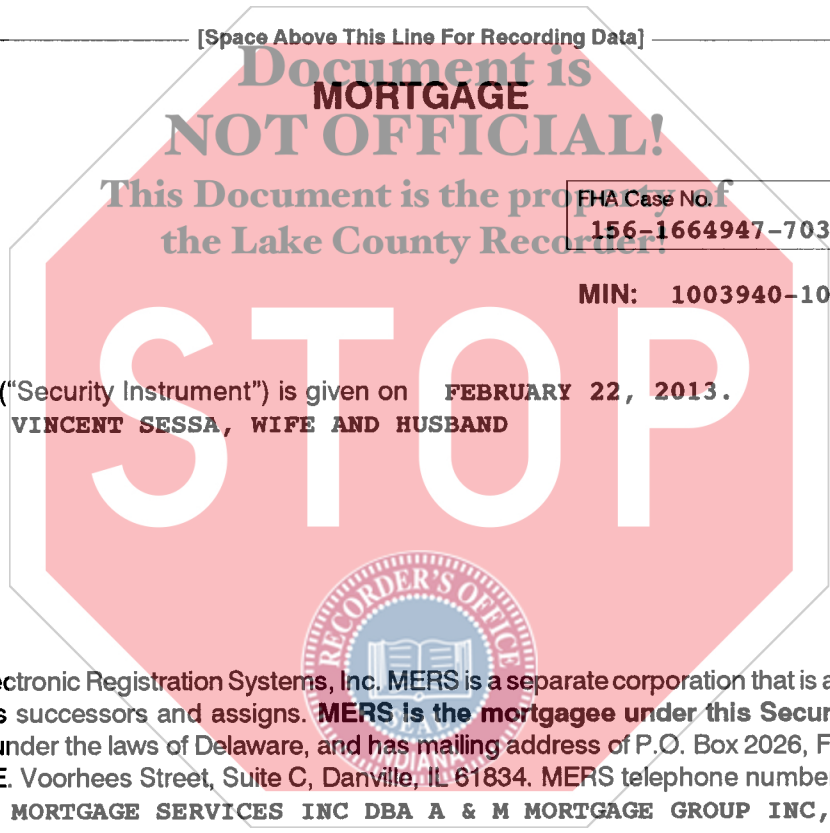 [Space Above This Line For Recording Data]
Document is
MORTGAGE
NOT OFFICIAL!
This Document is the property of
FHA Case No.
the Lake County Recorder!
156-1664947-703
MIN: 1003940-10
STOP
("Security Instrument") is given on FEBRUARY 22, 2013.
VINCENT SESSA, WIFE AND HUSBAND
RECORDER'S OFFICE
ectronic Registration Systems, Inc. MERS is a separate corporation that is a
s successors and assigns. MERS is the mortgagee under this Secur
SEAL
under the laws of Delaware, and has mailing address of P.O. Box 2026, F
INDIANA
E. Voorhees Street, Suite C, Danville, IL 61834. MERS telephone numbe
MORTGAGE SERVICES INC DBA A & M MORTGAGE GROUP INC,